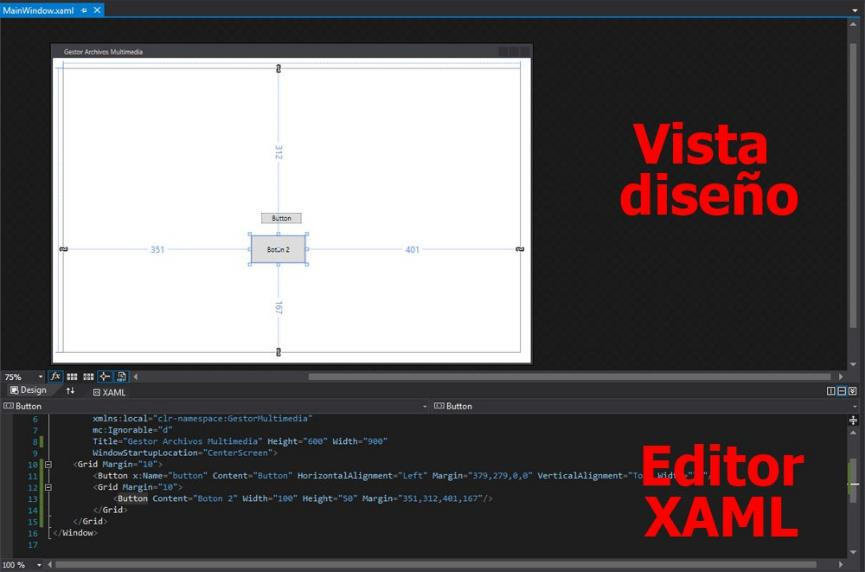 MainWindow.xaml
Gestor Archivos Multimedia
312
Button
351
Boton 2
401
167
Vista
diseño
75%
fx
Design
XAML
Button
Button
6 xmlns:local="clr-namespace:GestorMultimedia"
7 mc:Ignorable="d"
8 Title="Gestor Archivos Multimedia" Height="600" Width="900"
9 WindowStartupLocation="CenterScreen">
10 <Grid Margin="10">
11 <Button x:Name="button" Content="Button" HorizontalAlignment="Left" Margin="379,279,0,0" VerticalAlignment="
12 <Grid Margin="10">
13 <Button Content="Boton 2" Width="100" Height="50" Margin="351,312,401,167"/>
14 </Grid>
15 </Grid>
16 </Window>
17
Editor
XAML
100 %